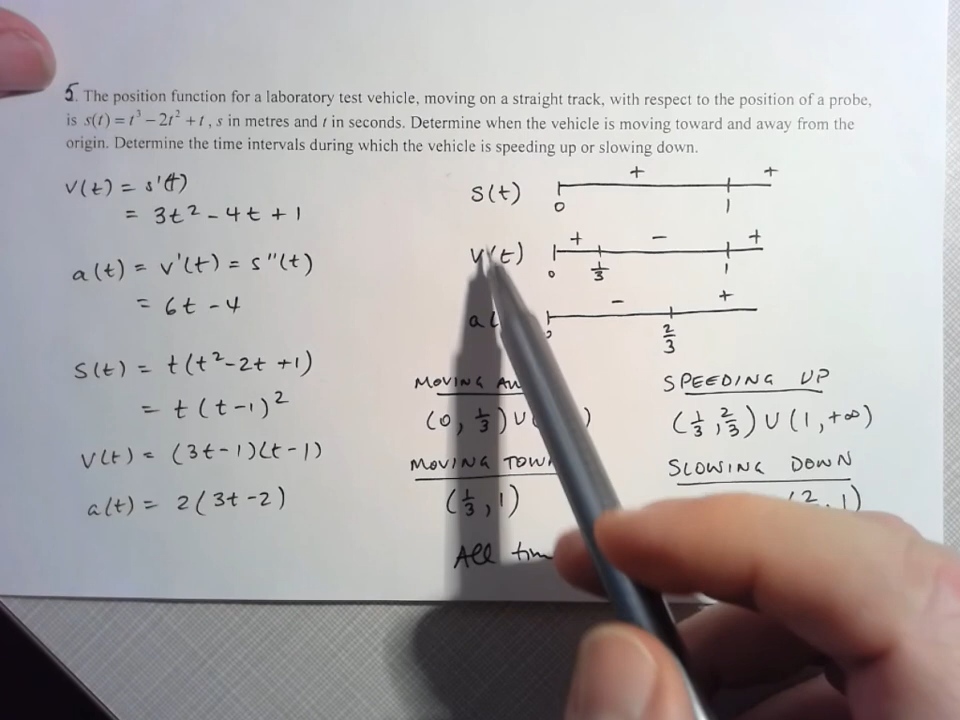 5. The position function for a laboratory test vehicle, moving on a straight track, with respect to the position of a probe,
is s(t) = t³ − 2t² + t, s in metres and t in seconds. Determine when the vehicle is moving toward and away from the
origin. Determine the time intervals during which the vehicle is speeding up or slowing down.
V(t) = s'(t)
= 3t² − 4t + 1
a(t) = v'(t) = s''(t)
= 6t − 4
S(t) = t(t² − 2t + 1)
= t(t−1)²
V(t) = (3t−1)(t−1)
a(t) = 2(3t−2)
+ +
S(t)
0 1
+ − +
V(t)
0 1/3 1
− +
2/3
MOVING
(0, 1/3) ∪
MOVING
(1/3, 1)
All
SPEEDING UP
(1/3, 2/3) ∪ (1, +∞)
SLOWING DOWN
, 1)